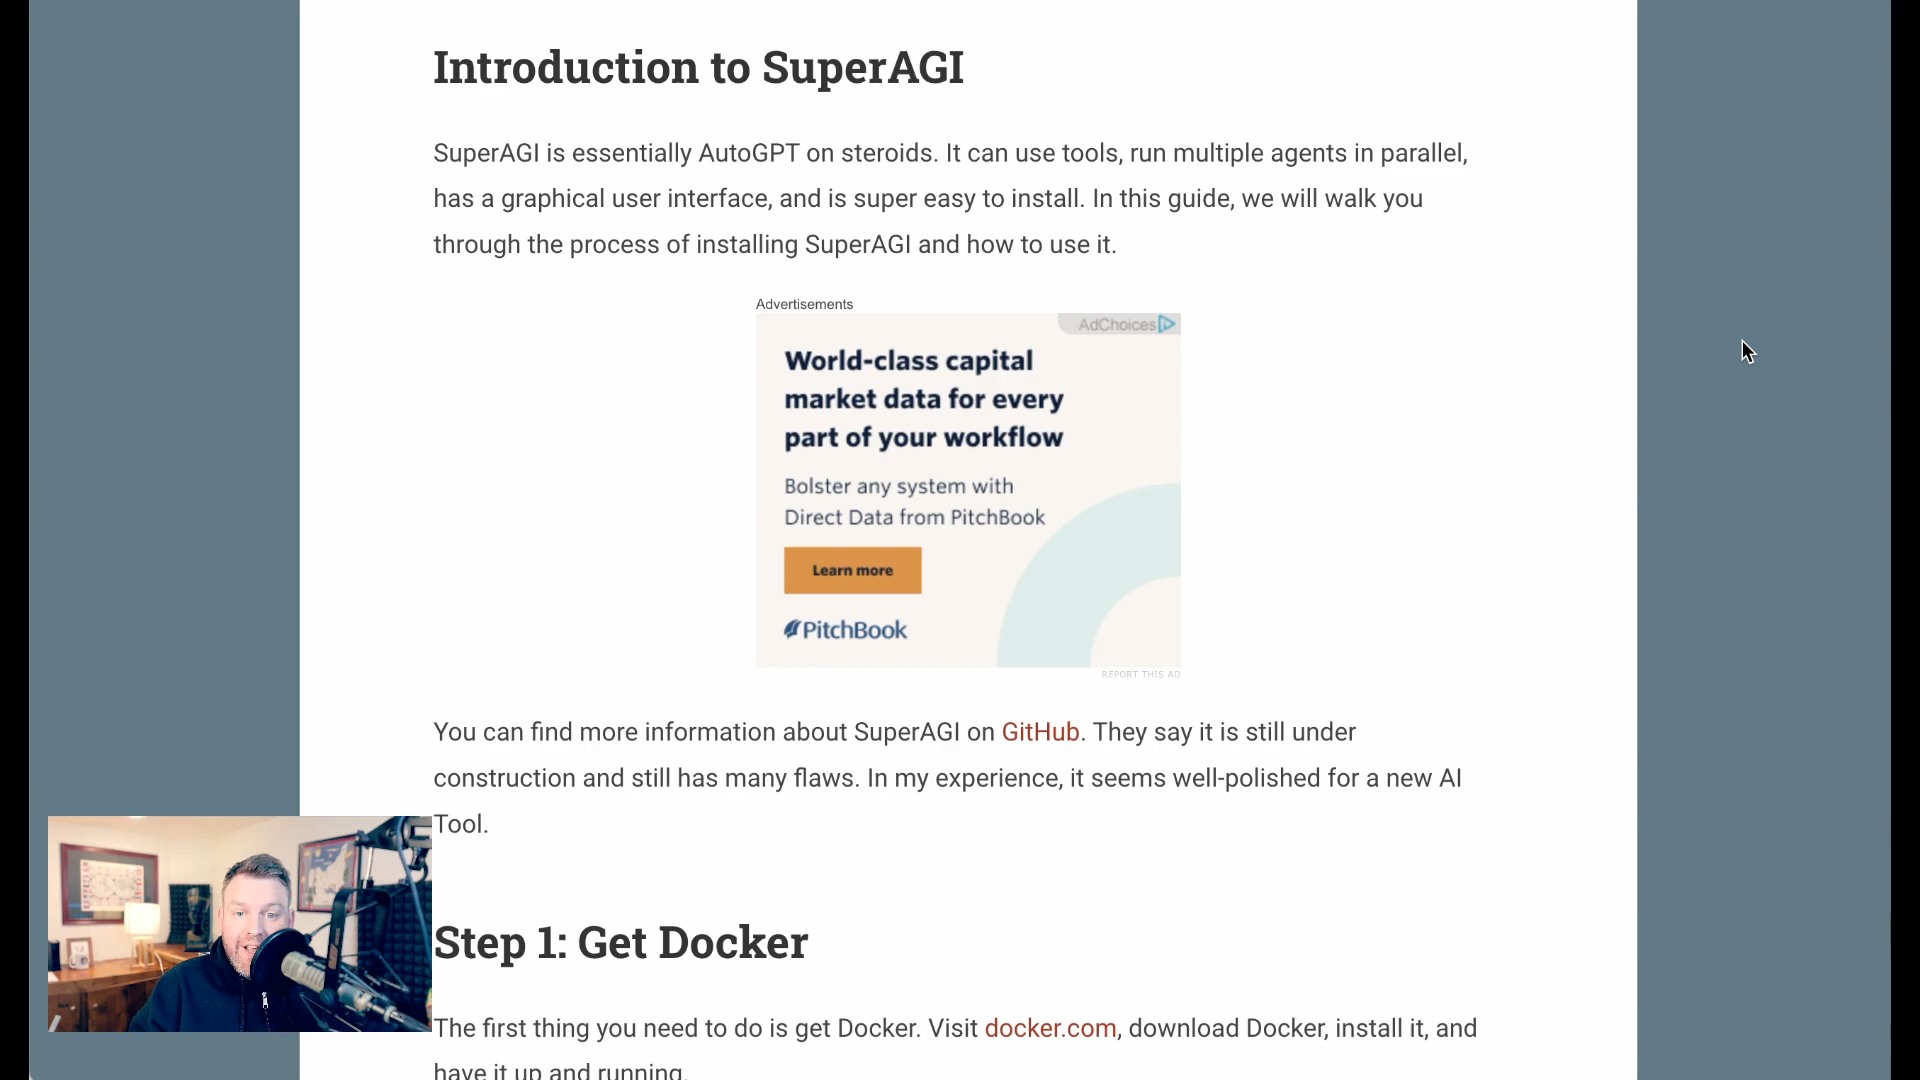 Introduction to SuperAGI
SuperAGI is essentially AutoGPT on steroids. It can use tools, run multiple agents in parallel,
has a graphical user interface, and is super easy to install. In this guide, we will walk you
through the process of installing SuperAGI and how to use it.
Advertisements
AdChoices
World-class capital
market data for every
part of your workflow
Bolster any system with
Direct Data from PitchBook
Learn more
PitchBook
REPORT THIS AD
You can find more information about SuperAGI on GitHub. They say it is still under
construction and still has many flaws. In my experience, it seems well-polished for a new AI
Tool.
Step 1: Get Docker
The first thing you need to do is get Docker. Visit docker.com, download Docker, install it, and
have it up and running.